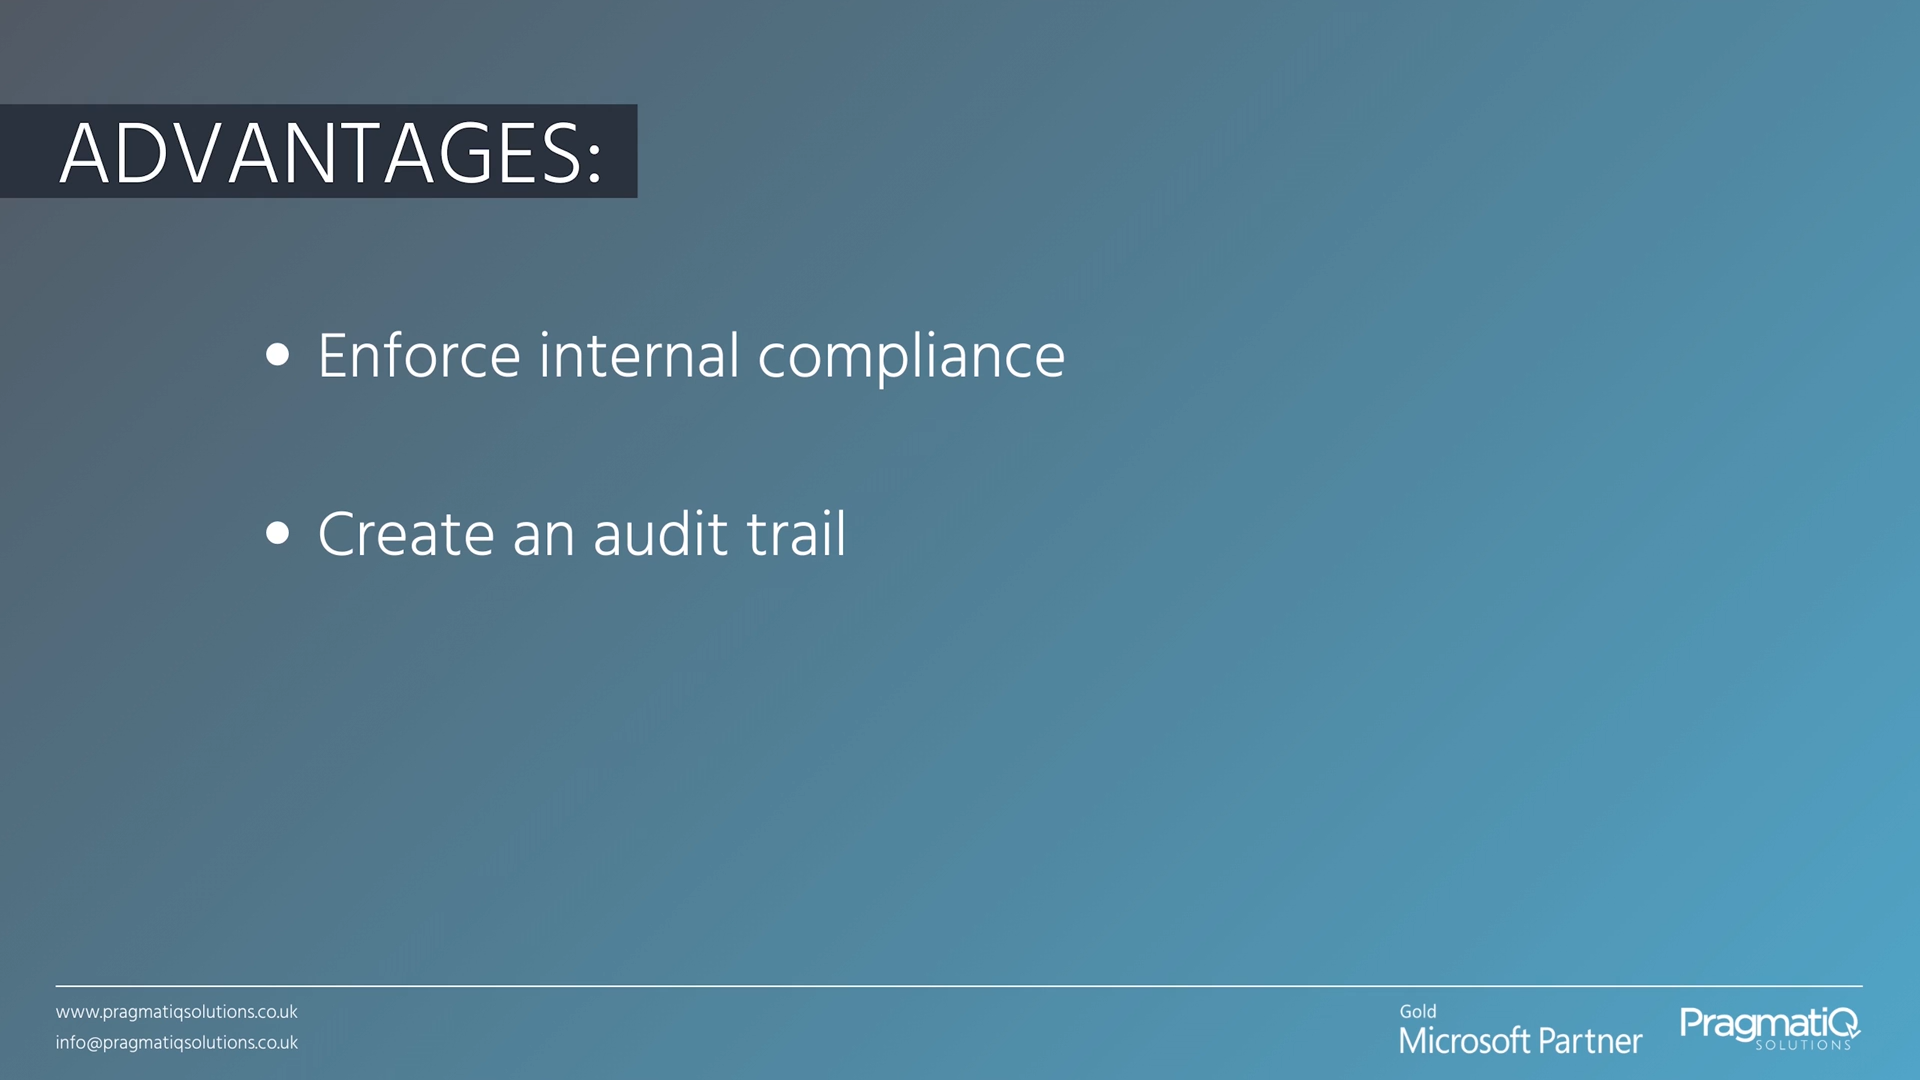 ADVANTAGES:
• Enforce internal compliance
• Create an audit trail
www.pragmatiqsolutions.co.uk
info@pragmatiqsolutions.co.uk
Gold
Microsoft Partner
PragmatiQ
SOLUTIONS